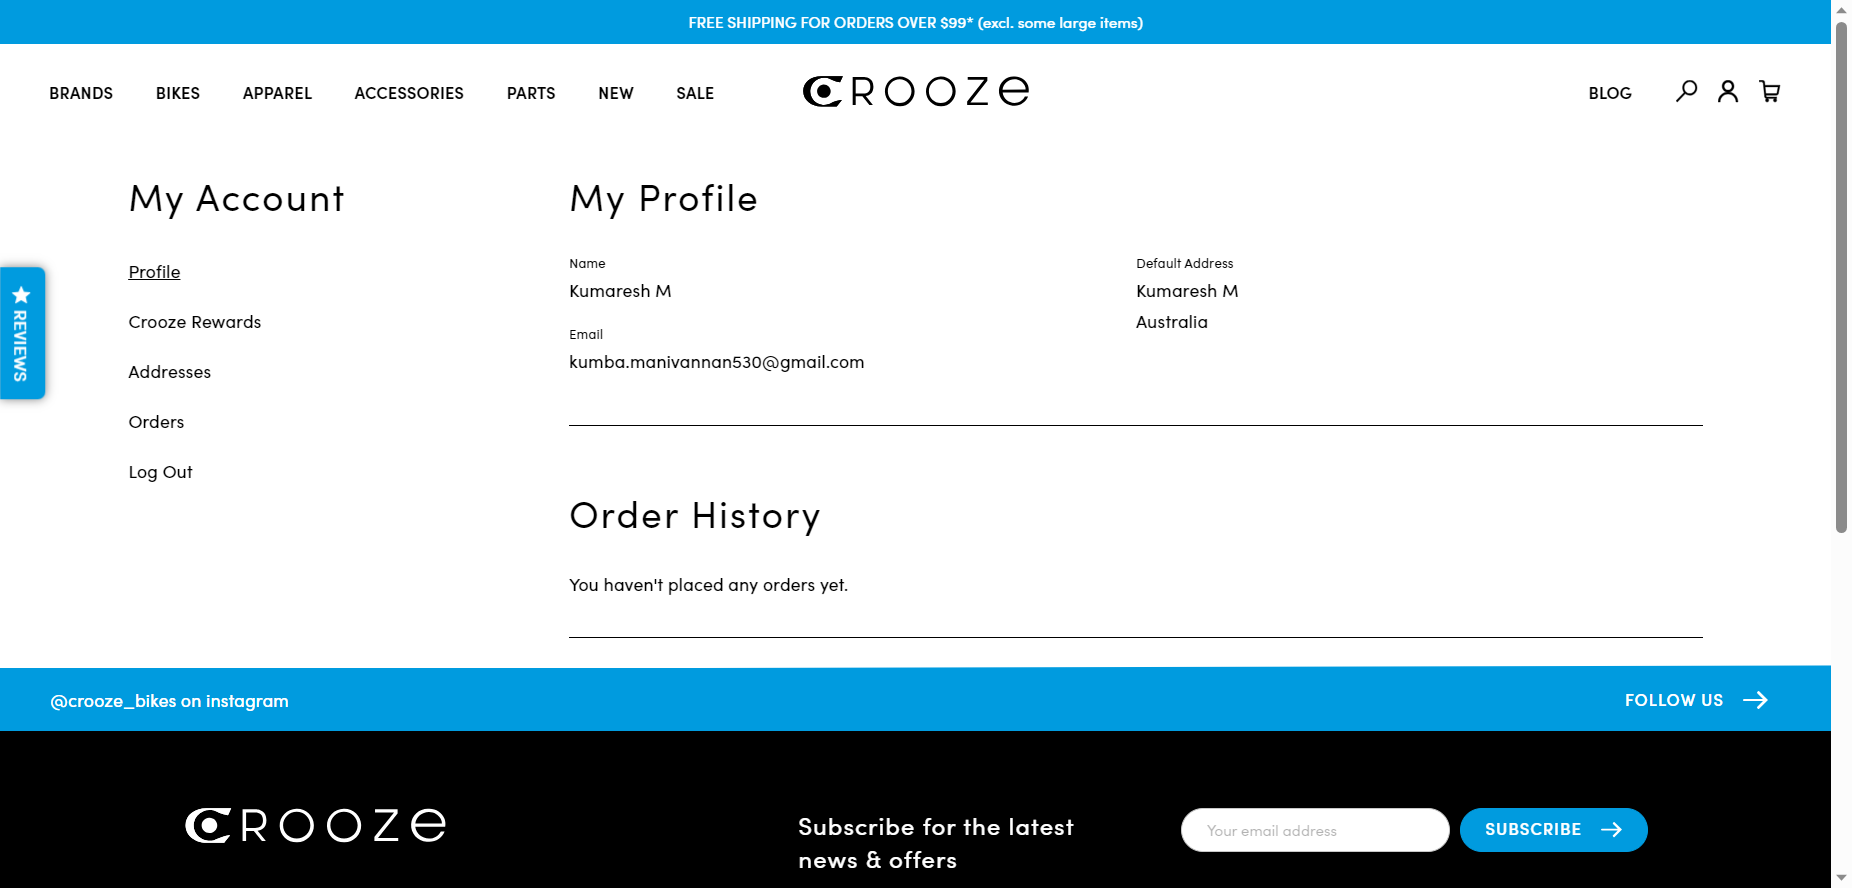 FREE SHIPPING FOR ORDERS OVER $99* (excl. some large items)
BRANDS BIKES APPAREL ACCESSORIES PARTS NEW SALE CROOZE BLOG
My Account
Profile
Crooze Rewards
Addresses
Orders
Log Out
REVIEWS
My Profile
Name
Kumaresh M
Email
kumba.manivannan530@gmail.com
Default Address
Kumaresh M
Australia
Order History
You haven't placed any orders yet.
@crooze_bikes on instagram
FOLLOW US
CROOZE
Subscribe for the latest
news & offers
Your email address
SUBSCRIBE